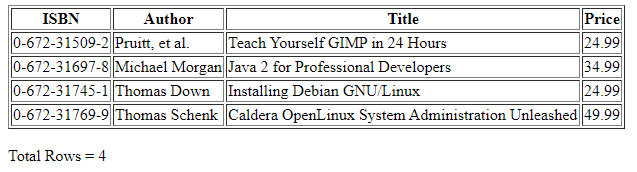 ISBN Author Title Price
0-672-31509-2 Pruitt, et al. Teach Yourself GIMP in 24 Hours 24.99
0-672-31697-8 Michael Morgan Java 2 for Professional Developers 34.99
0-672-31745-1 Thomas Down Installing Debian GNU/Linux 24.99
0-672-31769-9 Thomas Schenk Caldera OpenLinux System Administration Unleashed 49.99
Total Rows = 4